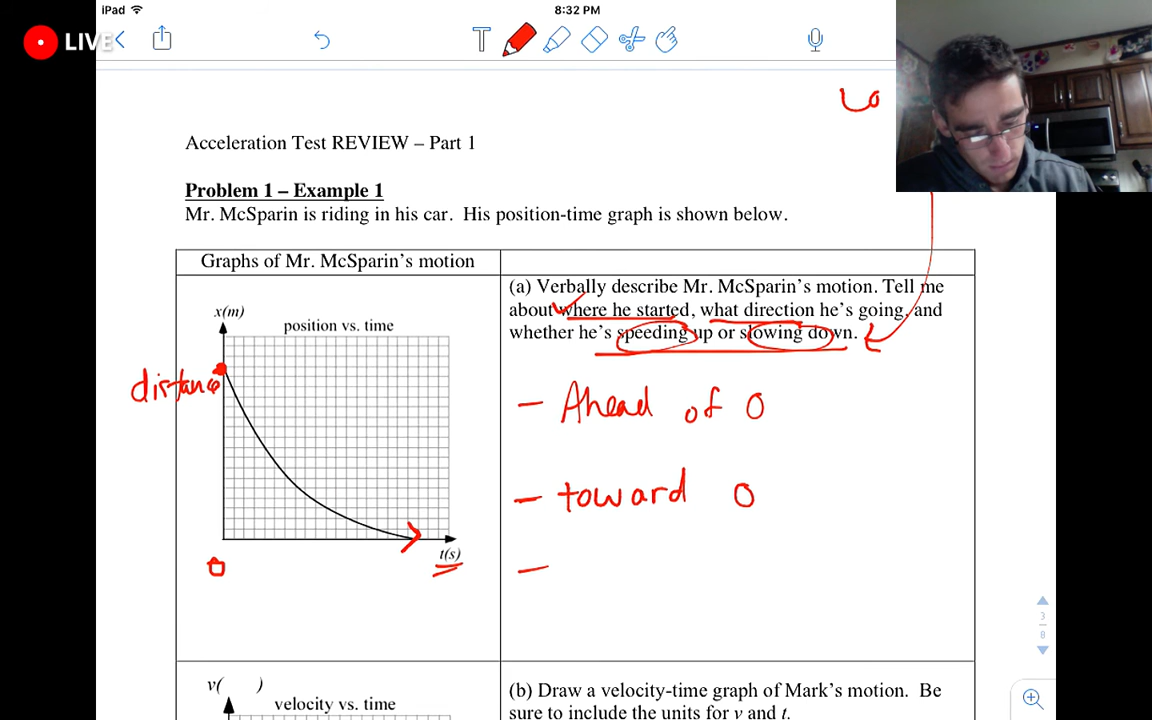 iPad 8:32 PM
LIVE
T
Acceleration Test REVIEW – Part 1
Problem 1 – Example 1
Mr. McSparin is riding in his car. His position-time graph is shown below.
Graphs of Mr. McSparin's motion
x(m)
position vs. time
distance
0
t(s)
(a) Verbally describe Mr. McSparin's motion. Tell me
about where he started, what direction he's going, and
whether he's speeding up or slowing down.
- Ahead of 0
- toward 0
-
v( )
velocity vs. time
(b) Draw a velocity-time graph of Mark's motion. Be
sure to include the units for v and t.
3
8